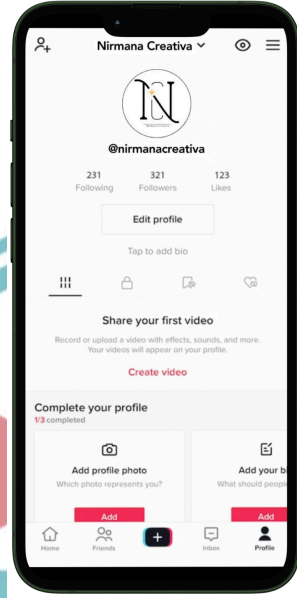 Nirmana Creativa
N
@nirmanacreativa
231 321 123
Following Followers Likes
Edit profile
Tap to add bio
Share your first video
Record or upload a video with effects, sounds, and more.
Your videos will appear on your profile.
Create video
Complete your profile
1/3 completed
Add profile photo
Which photo represents you?
Add
Add your bi
What should people
Add
Home Friends Inbox Profile